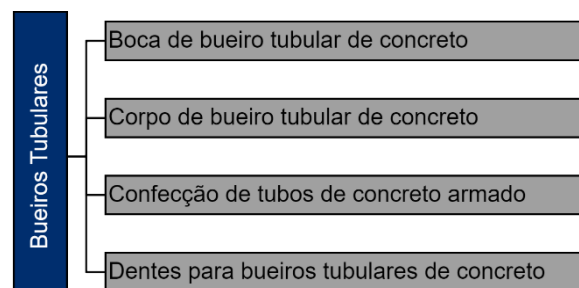 Bueiros Tubulares
Boca de bueiro tubular de concreto
Corpo de bueiro tubular de concreto
Confecção de tubos de concreto armado
Dentes para bueiros tubulares de concreto